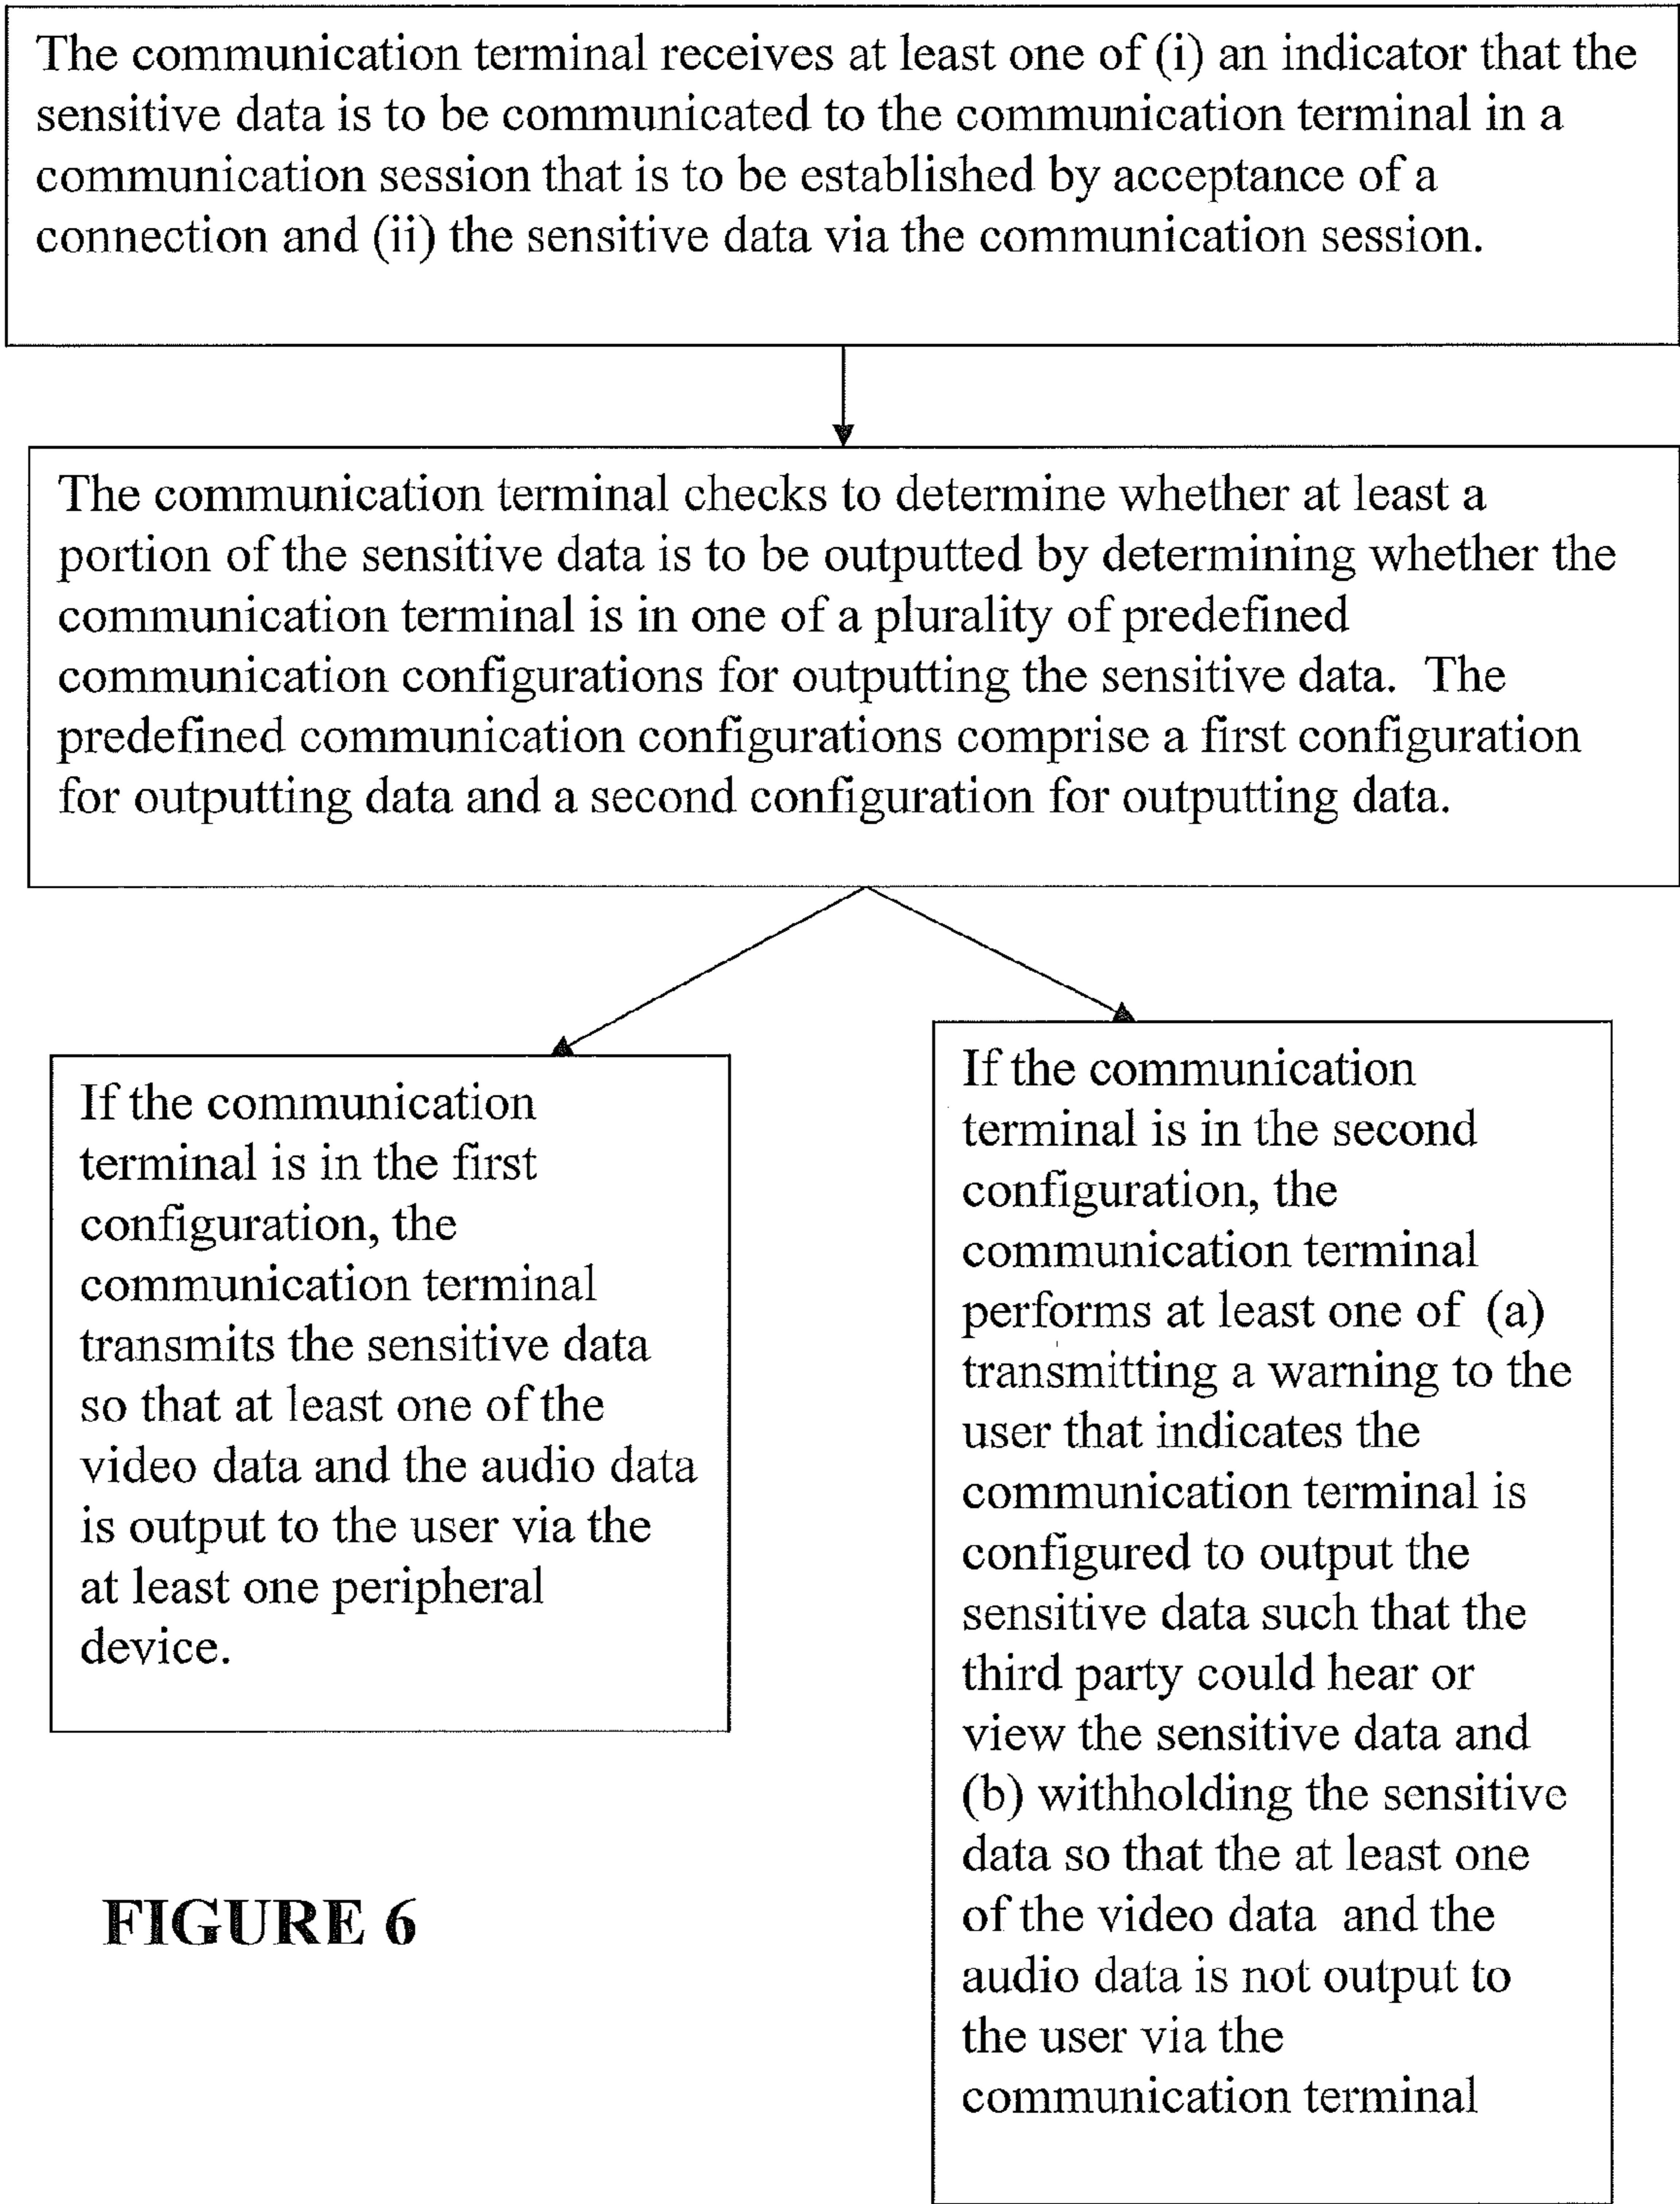 The communication terminal receives at least one of (i) an indicator that the
sensitive data is to be communicated to the communication terminal in a
communication session that is to be established by acceptance of a
connection and (ii) the sensitive data via the communication session.
The communication terminal checks to determine whether at least a
portion of the sensitive data is to be outputted by determining whether the
communication terminal is in one of a plurality of predefined
communication configurations for outputting the sensitive data.  The
predefined communication configurations comprise a first configuration
for outputting data and a second configuration for outputting data.
If the communication
terminal is in the first
configuration, the
communication terminal
transmits the sensitive data
so that at least one of the
video data and the audio data
is output to the user via the
at least one peripheral
device.
If the communication
terminal is in the second
configuration, the
communication terminal
performs at least one of  (a)
transmitting a warning to the
user that indicates the
communication terminal is
configured to output the
sensitive data such that the
third party could hear or
view the sensitive data and
(b) withholding the sensitive
data so that the at least one
of the video data  and the
audio data is not output to
the user via the
communication terminal
FIGURE 6